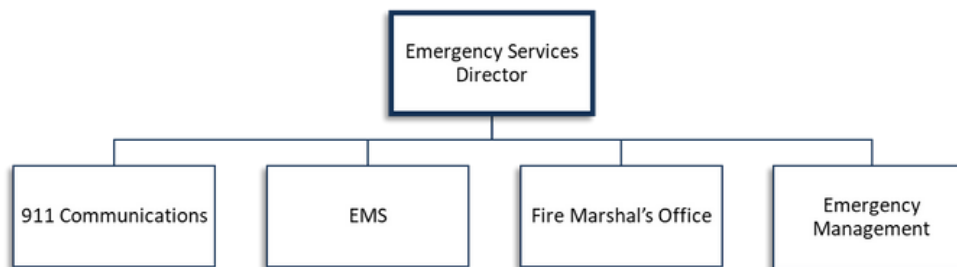 Emergency Services
Director
911 Communications
EMS
Fire Marshal’s Office
Emergency
Management